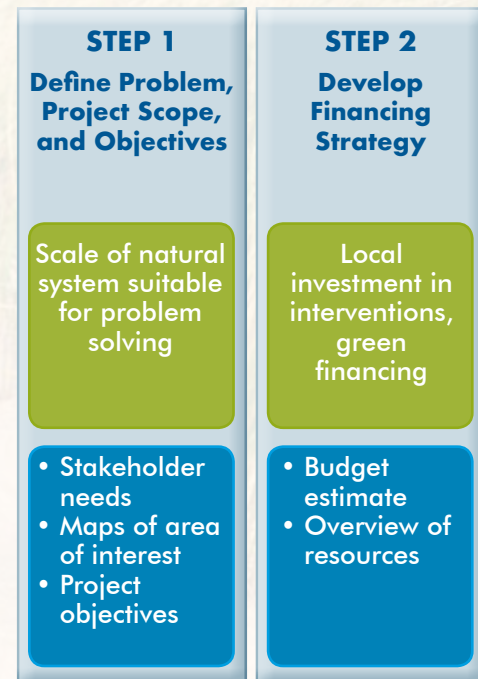 STEP 1
Define Problem,
Project Scope,
and Objectives
Scale of natural
system suitable
for problem
solving
• Stakeholder
needs
• Maps of area
of interest
• Project
objectives
STEP 2
Develop
Financing
Strategy
Local
investment in
interventions,
green
financing
• Budget
estimate
• Overview of
resources